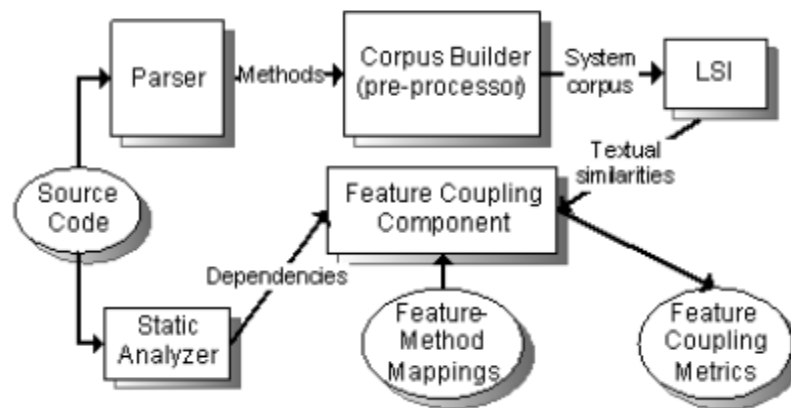 Parser
Methods
Corpus Builder
(pre-processor)
System
corpus
LSI
Textual
similarities
Source
Code
Feature Coupling
Component
Dependencies
Static
Analyzer
Feature-
Method
Mappings
Feature
Coupling
Metrics